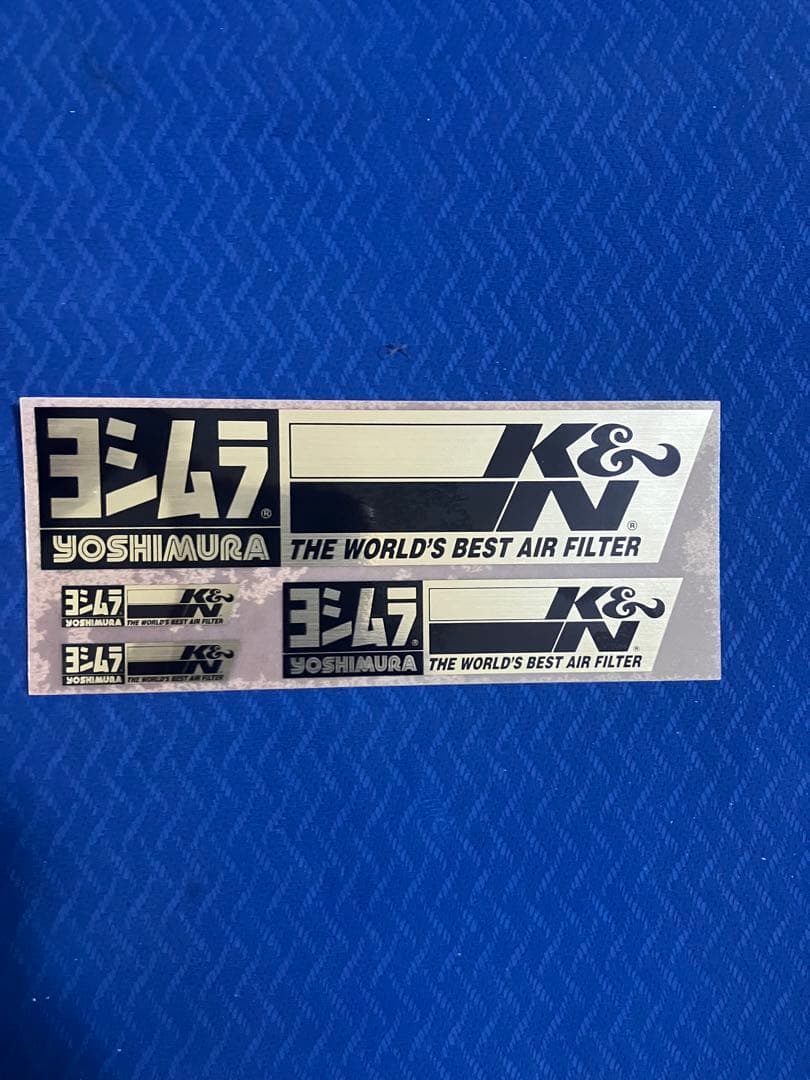 ヨシムラ®
YOSHIMURA
K&N®
THE WORLD'S BEST AIR FILTER
ヨシムラ
YOSHIMURA
K&N
THE WORLD'S BEST AIR FILTER
ヨシムラ
YOSHIMURA
K&N
THE WORLD'S BEST AIR FILTER
ヨシムラ®
YOSHIMURA
K&N®
THE WORLD'S BEST AIR FILTER